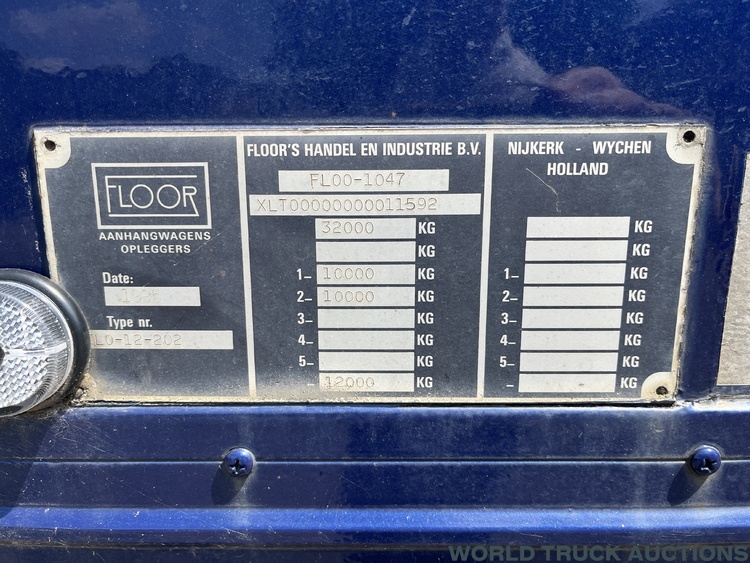 FLOOR
AANHANGWAGENS
OPLEGGERS
Date:
Type nr.
LO-12-202
FLOOR'S HANDEL EN INDUSTRIE B.V.
FL00-1047
XLT00000000011592
32000 KG
KG
1– 10000 KG
2– 10000 KG
3– KG
4– KG
5– KG
– 12000 KG
NIJKERK - WYCHEN
HOLLAND
KG
KG
1– KG
2– KG
3– KG
4– KG
5– KG
– KG
WORLD TRUCK AUCTIONS